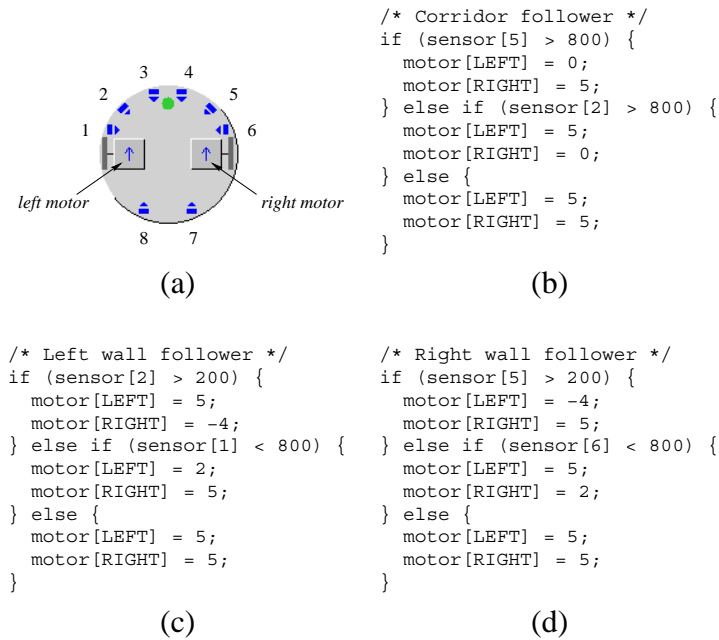 3 4
2 5
1 6
left motor
right motor
8 7
(a)
/* Corridor follower */
if (sensor[5] > 800) {
motor[LEFT] = 0;
motor[RIGHT] = 5;
} else if (sensor[2] > 800) {
motor[LEFT] = 5;
motor[RIGHT] = 0;
} else {
motor[LEFT] = 5;
motor[RIGHT] = 5;
}
(b)
/* Left wall follower */
if (sensor[2] > 200) {
motor[LEFT] = 5;
motor[RIGHT] = −4;
} else if (sensor[1] < 800) {
motor[LEFT] = 2;
motor[RIGHT] = 5;
} else {
motor[LEFT] = 5;
motor[RIGHT] = 5;
}
(c)
/* Right wall follower */
if (sensor[5] > 200) {
motor[LEFT] = −4;
motor[RIGHT] = 5;
} else if (sensor[6] < 800) {
motor[LEFT] = 5;
motor[RIGHT] = 2;
} else {
motor[LEFT] = 5;
motor[RIGHT] = 5;
}
(d)